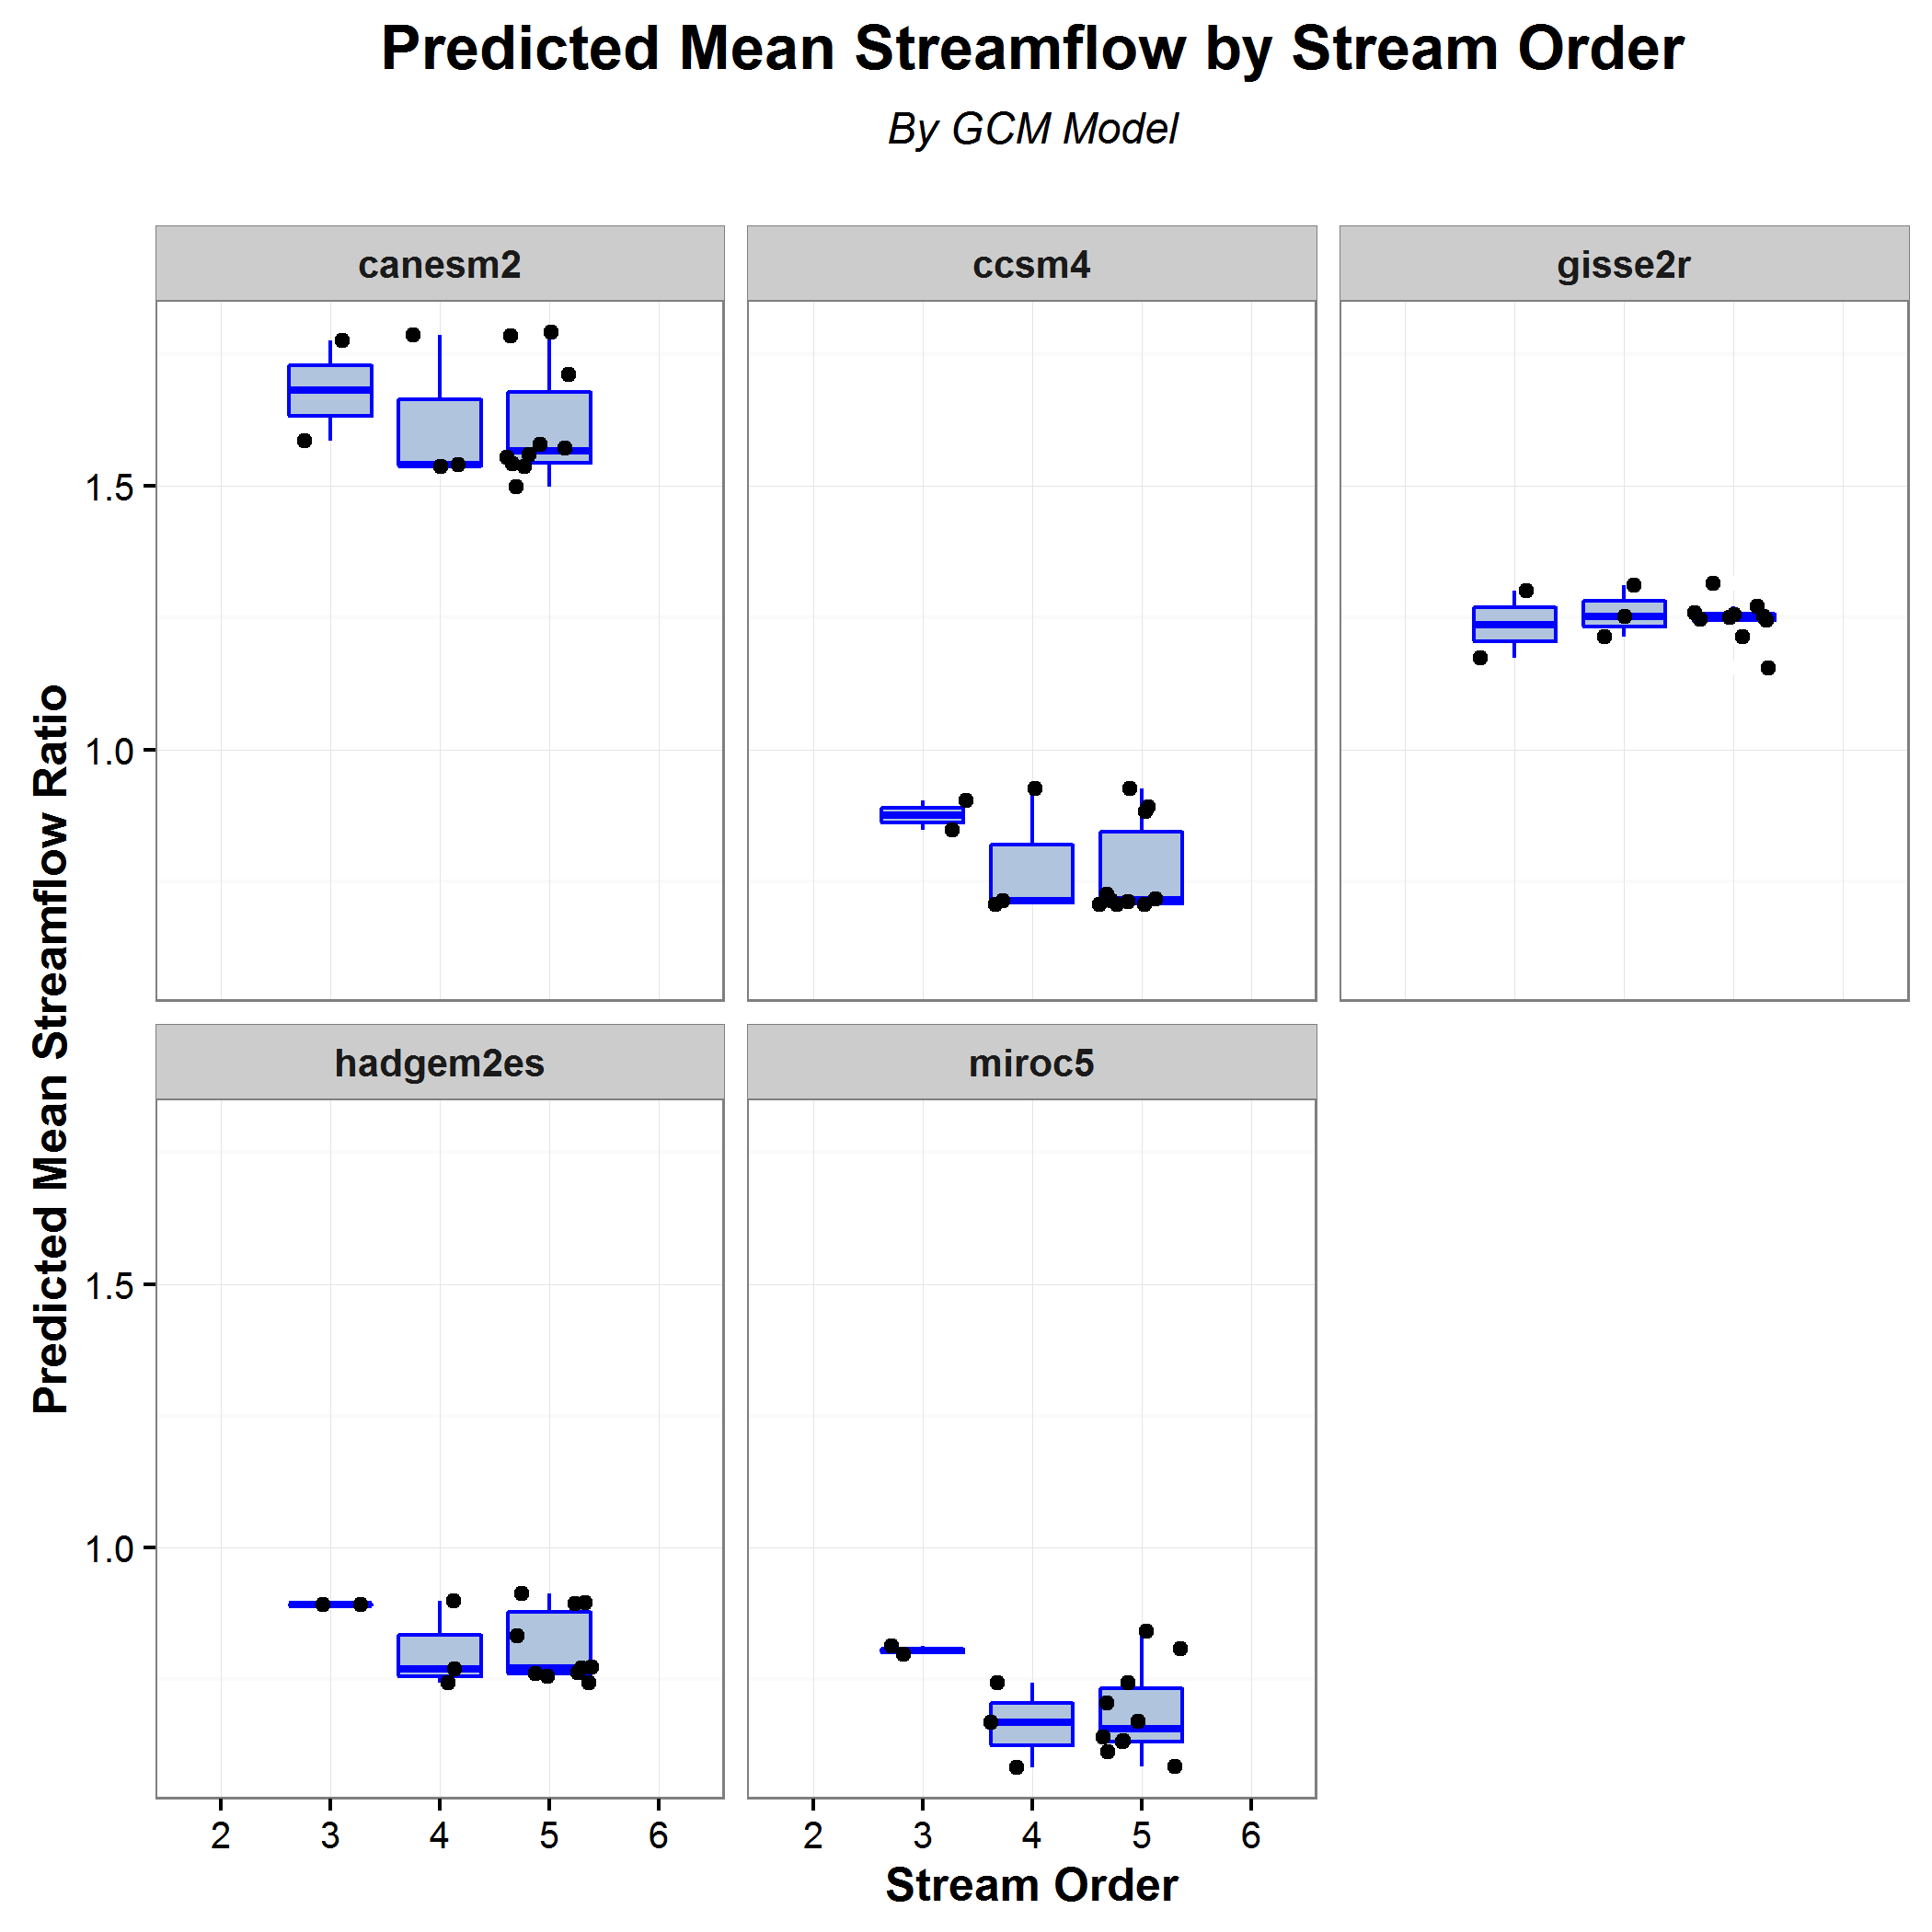 Predicted Mean Streamflow by Stream Order
By GCM Model
canesm2
ccsm4
gisse2r
1.5
1.0
Predicted Mean Streamflow Ratio
hadgem2es
miroc5
1.5
1.0
2 3 4 5 6
2 3 4 5 6
Stream Order